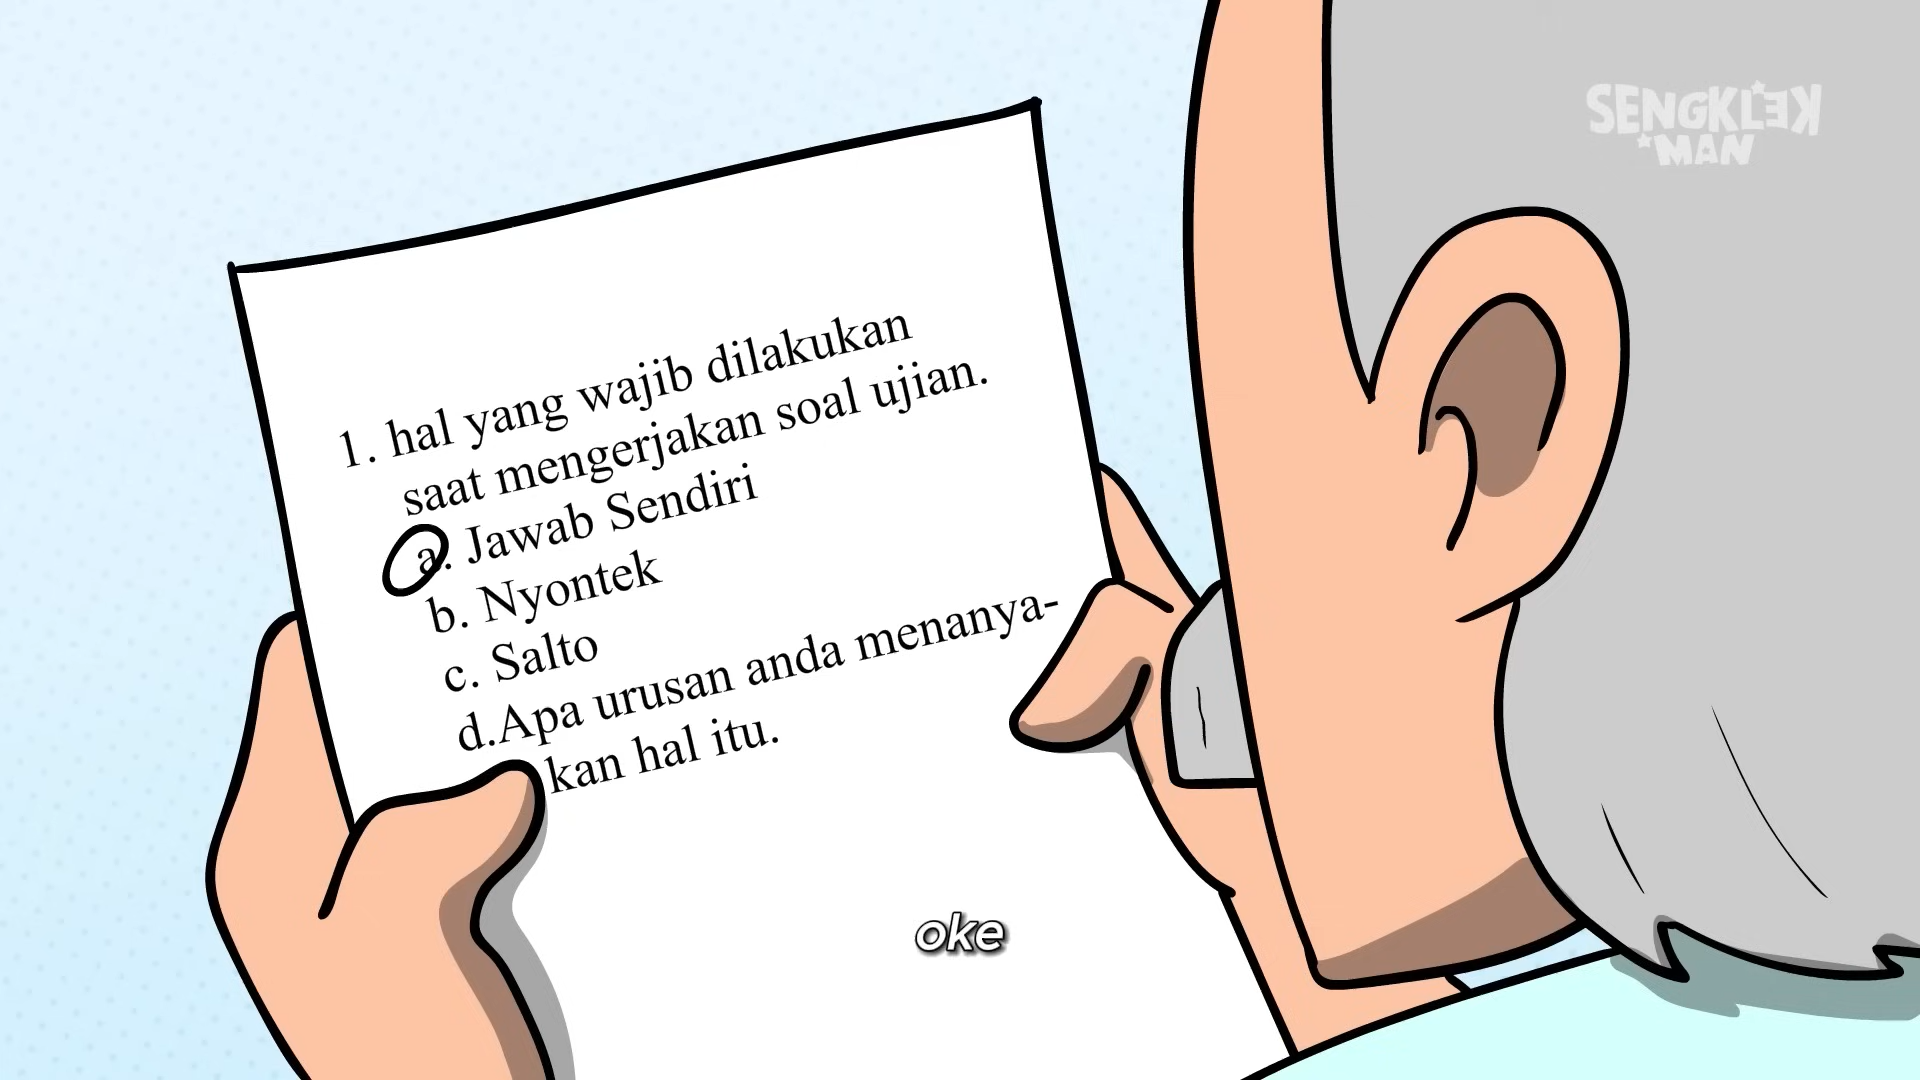 SENGKLEK
MAN
1. hal yang wajib dilakukan
saat mengerjakan soal ujian.
a. Jawab Sendiri
b. Nyontek
c. Salto
d.Apa urusan anda menanya-
kan hal itu.
oke